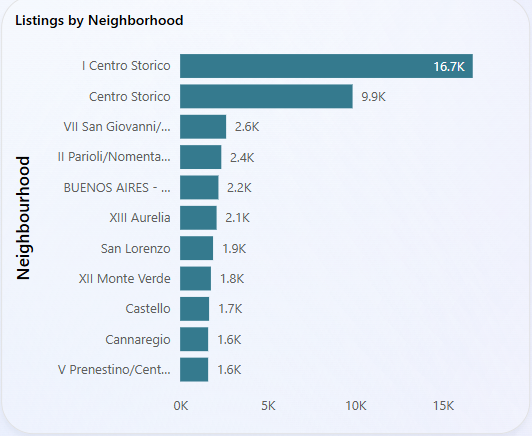 Listings by Neighborhood
Neighbourhood
I Centro Storico 16.7K
Centro Storico 9.9K
VII San Giovanni/... 2.6K
II Parioli/Nomenta... 2.4K
BUENOS AIRES - ... 2.2K
XIII Aurelia 2.1K
San Lorenzo 1.9K
XII Monte Verde 1.8K
Castello 1.7K
Cannaregio 1.6K
V Prenestino/Cent... 1.6K
0K 5K 10K 15K